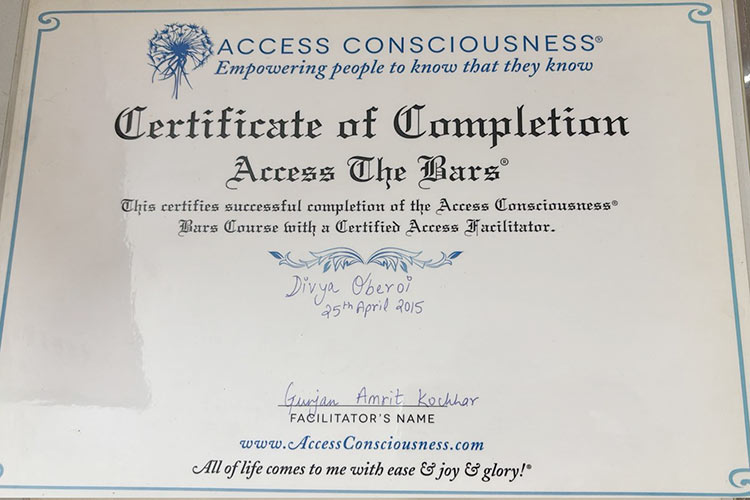 ACCESS CONSCIOUSNESS®
Empowering people to know that they know
Certificate of Completion
Access The Bars®
This certifies successful completion of the Access Consciousness®
Bars Course with a Certified Access Facilitator.
Divya Oberoi
25th April 2015
Gunjan Amrit Kochhar
FACILITATOR'S NAME
www.AccessConsciousness.com
All of life comes to me with ease & joy & glory!®